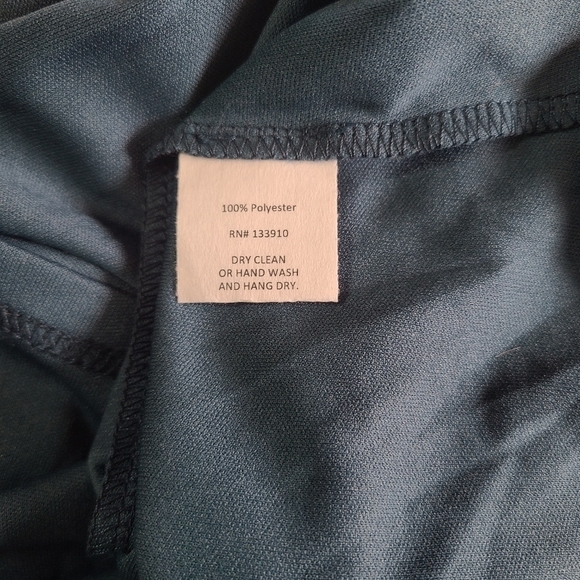 100% Polyester
RN# 133910
DRY CLEAN
OR HAND WASH
AND HANG DRY.